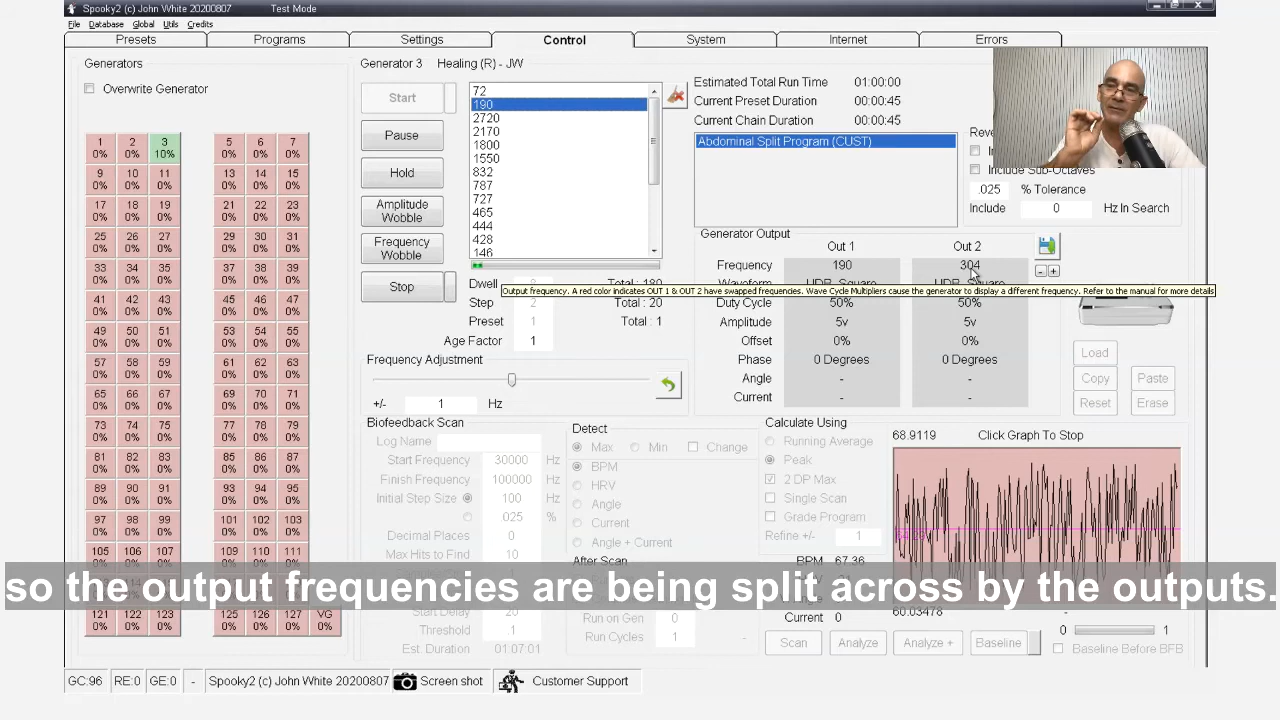 Spooky2 (c) John White 20200807 Test Mode
File Database Global Utils Credits
Presets Programs Settings Control System Internet Errors
Generators
Overwrite Generator
1 2 3 5 6 7
0% 0% 10% 0% 0% 0%
9 10 11 13 14 15
0% 0% 0% 0% 0% 0%
17 18 19 21 22 23
0% 0% 0% 0% 0% 0%
25 26 27 29 30 31
0% 0% 0% 0% 0% 0%
33 34 35 37 38 39
0% 0% 0% 0% 0% 0%
41 42 43 45 46 47
0% 0% 0% 0% 0% 0%
49 50 51 53 54 55
0% 0% 0% 0% 0% 0%
57 58 59 61 62 63
0% 0% 0% 0% 0% 0%
65 66 67 69 70 71
0% 0% 0% 0% 0% 0%
73 74 75 77 78 79
0% 0% 0% 0% 0% 0%
81 82 83 85 86 87
0% 0% 0% 0% 0% 0%
89 90 91 93 94 95
0% 0% 0% 0% 0% 0%
97 98 99 101 102 103
0% 0% 0% 0% 0% 0%
105 106 107 109 110 111
121 122 123 125 126 127 VG
0% 0% 0% 0% 0% 0% 0%
Generator 3 Healing (R) - JW
Start
Pause
Hold
Amplitude
Wobble
Frequency
Wobble
Stop
72
190
2720
2170
1800
1550
832
787
727
465
444
428
146
Dwell Total: 180
Step 2 Total : 20
Preset 1 Total : 1
Age Factor 1
Frequency Adjustment
+/- 1 Hz
Estimated Total Run Time 01:00:00
Current Preset Duration 00:00:45
Current Chain Duration 00:00:45
Abdominal Split Program (CUST)
Include Sub-Octaves
.025 % Tolerance
Include 0 Hz In Search
Generator Output
Out 1 Out 2
Frequency 190 304
Output frequency. A red color indicates OUT 1 & OUT 2 have swapped frequencies. Wave Cycle Multipliers cause the generator to display a different frequency. Refer to the manual for more details
Duty Cycle 50% 50%
Amplitude 5v 5v
Offset 0% 0%
Phase 0 Degrees 0 Degrees
Angle - -
Current - -
- +
Load
Copy Paste
Reset Erase
Biofeedback Scan
Log Name
Start Frequency 30000 Hz
Finish Frequency 100000 Hz
Initial Step Size 100 Hz
.025 %
Decimal Places 0
Max Hits to Find 10
Start Delay 20
Threshold .1
Est. Duration 01:07:01
Detect
Max Min Change
BPM
HRV
Angle
Current
Angle + Current
After Scan
Run on Gen 0
Run Cycles 1 -
Calculate Using
Running Average
Peak
2 DP Max
Single Scan
Grade Program
Refine +/- 1
BPM 67.36
Current 0
68.9119 Click Graph To Stop
60.03478 -
0 1
Scan Analyze Analyze + Baseline Baseline Before BFB
so the output frequencies are being split across by the outputs.
GC:96 RE:0 GE:0 - Spooky2 (c) John White 20200807 Screen shot Customer Support